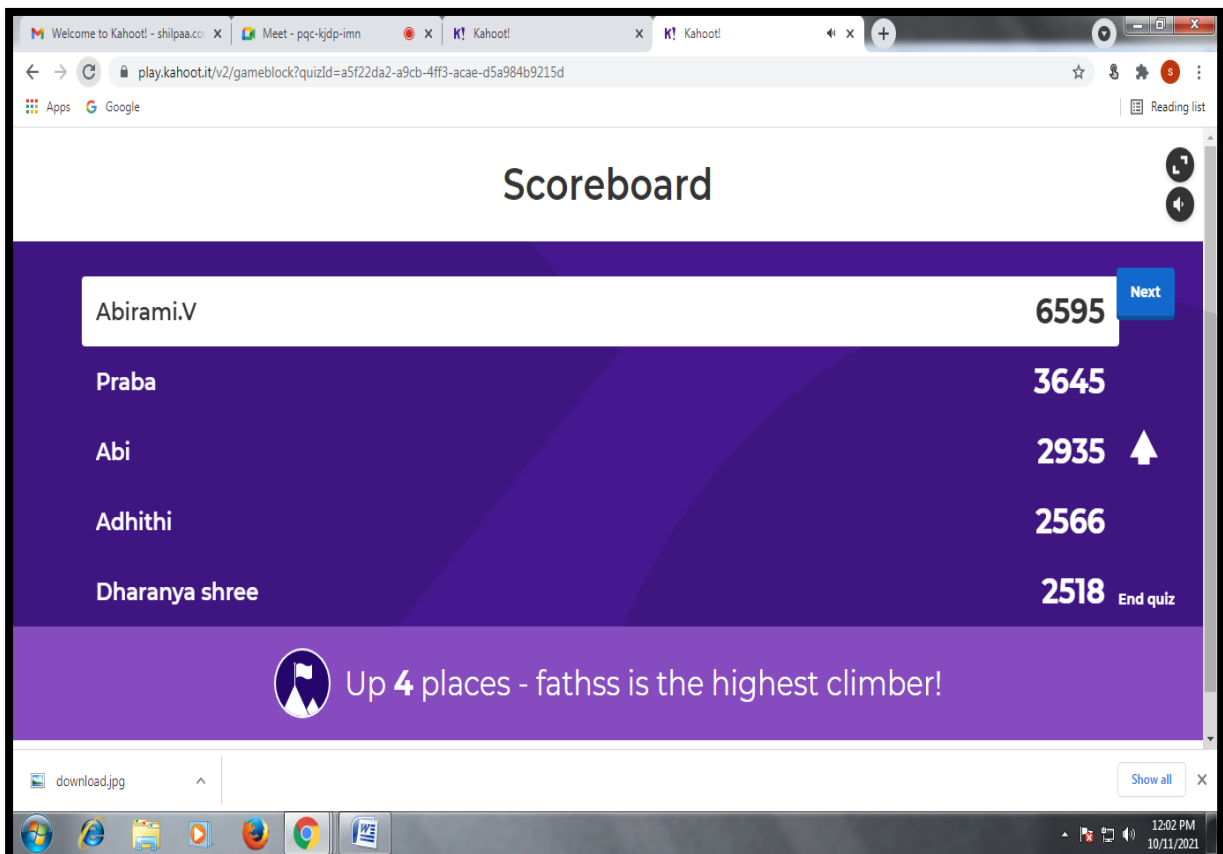 Welcome to Kahoot! - shilpaa.cor
Meet - pqc-kjdp-imn
K! Kahoot!
K! Kahoot!
play.kahoot.it/v2/gameblock?quizId=a5f22da2-a9cb-4ff3-acae-d5a984b9215d
S
Apps
G Google
Reading list
Scoreboard
Next
Abirami.V 6595
Praba 3645
Abi 2935
Adhithi 2566
Dharanya shree 2518
End quiz
Up 4 places - fathss is the highest climber!
download.jpg
Show all
12:02 PM
10/11/2021